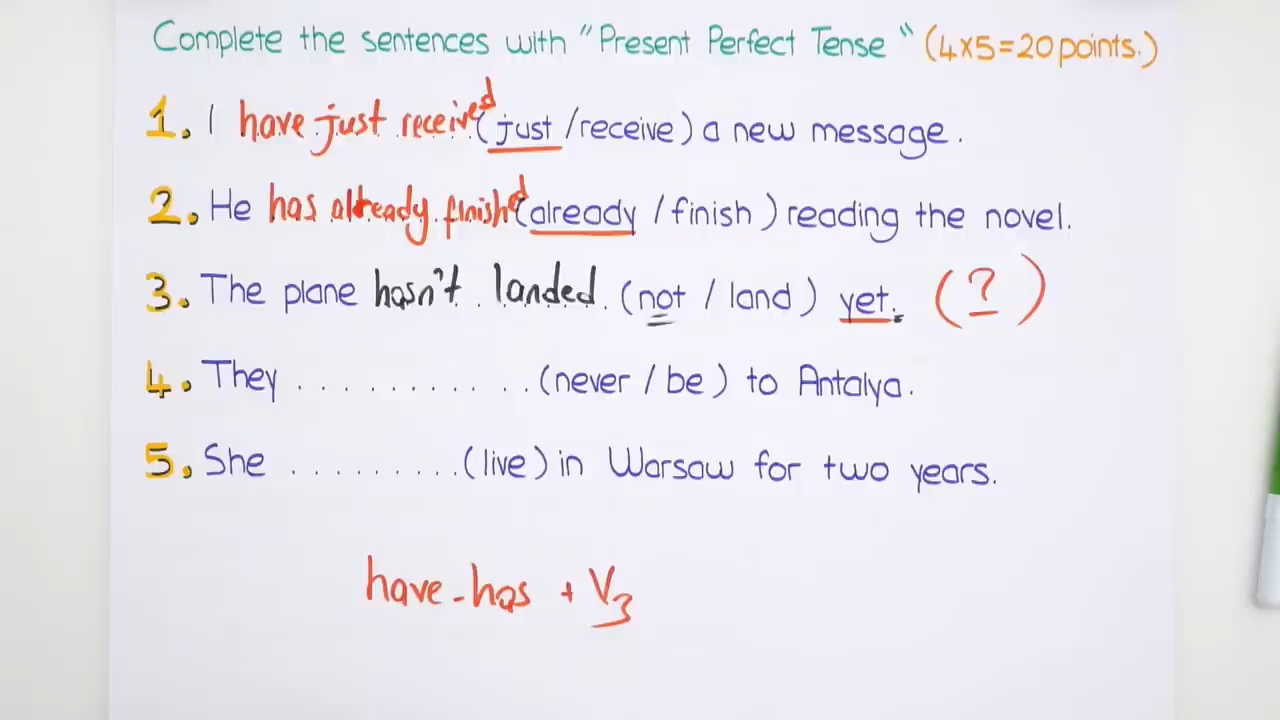 Complete the sentences with "Present Perfect Tense" (4x5=20 points.)
1. I have just received (just /receive) a new message.
2. He has already finishd (already / finish) reading the novel.
3. The plane hasn't landed. (not / land) yet. (?)
4. They ........... (never / be) to Antalya.
5. She ......... (live) in Warsaw for two years.
have - has + V3